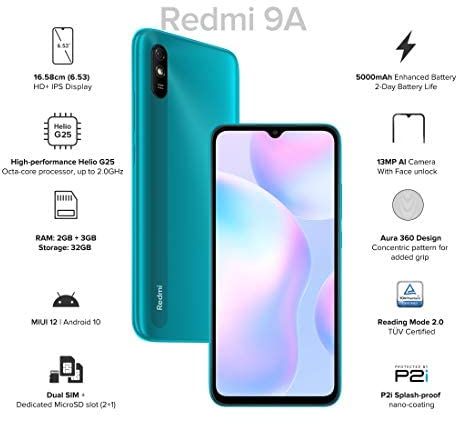 Redmi 9A
6.53"
16.58cm (6.53)
HD+ IPS Display
Helio
G25
High-performance Helio G25
Octa-core processor, up to 2.0GHz
RAM: 2GB + 3GB
Storage: 32GB
MIUI 12 | Android 10
Dual SIM +
Dedicated MicroSD slot (2+1)
Redmi
5000mAh Enhanced Battery
2-Day Battery Life
13MP AI Camera
With Face unlock
Aura 360 Design
Concentric pattern for
added grip
Reading Mode 2.0
TÜV Certified
PROTECTED BY
P2i
P2i Splash-proof
nano-coating